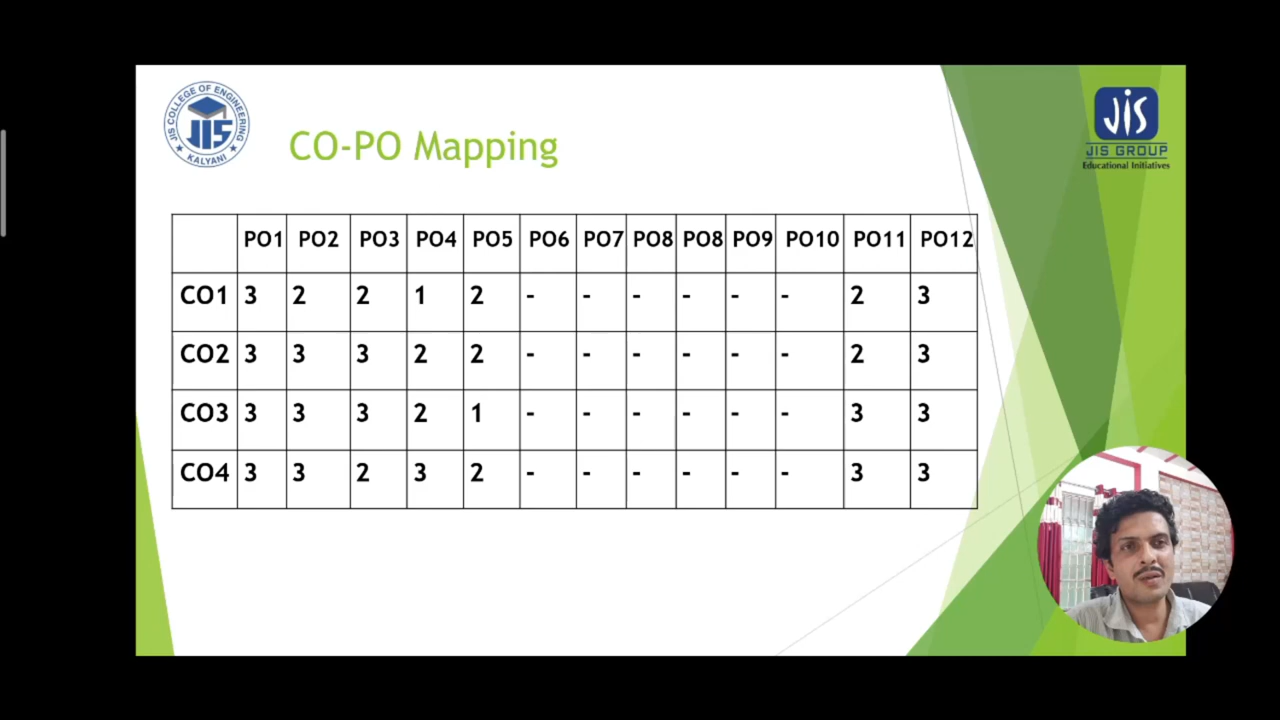 JIS COLLEGE OF ENGINEERING
JIS
KALYANI
CO-PO Mapping
JIS
JIS GROUP
Educational Initiatives
PO1 PO2 PO3 PO4 PO5 PO6 PO7 PO8 PO8 PO9 PO10 PO11 PO12
CO1 3 2 2 1 2 - - - - - - 2 3
CO2 3 3 3 2 2 - - - - - - 2 3
CO3 3 3 3 2 1 - - - - - - 3 3
CO4 3 3 2 3 2 - - - - - - 3 3